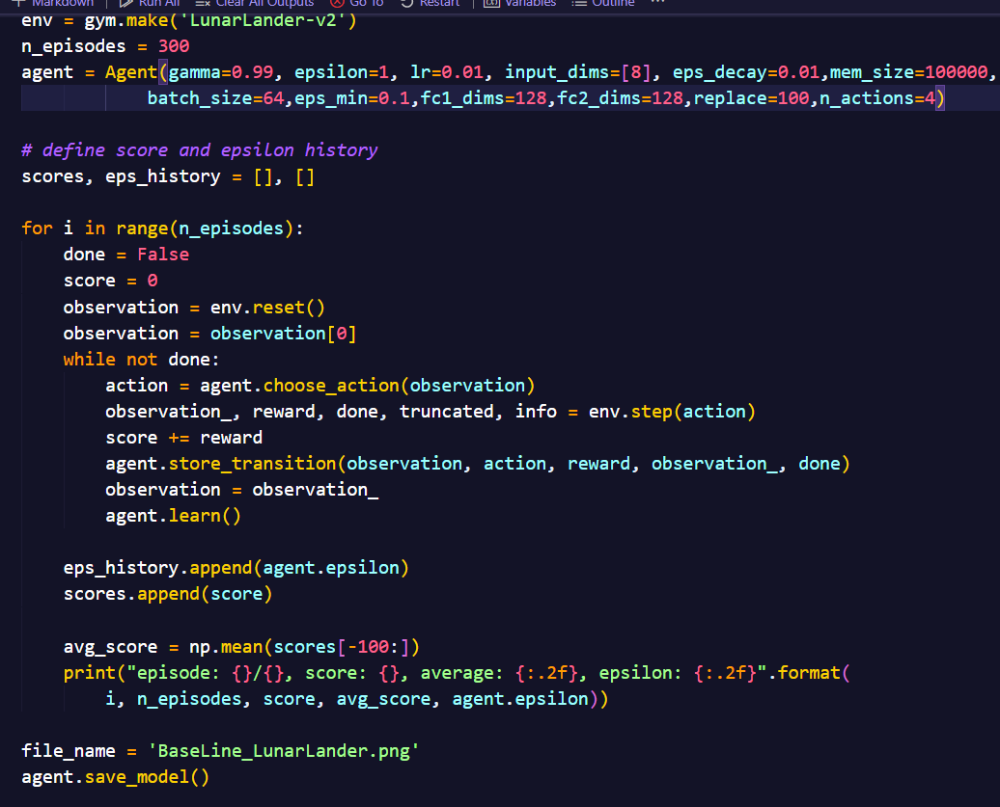 Markdown Run All Clear All Outputs Go To Restart Variables Outline ...
env = gym.make('LunarLander-v2')
n_episodes = 300
agent = Agent(gamma=0.99, epsilon=1, lr=0.01, input_dims=[8], eps_decay=0.01,mem_size=100000,
batch_size=64,eps_min=0.1,fc1_dims=128,fc2_dims=128,replace=100,n_actions=4)
# define score and epsilon history
scores, eps_history = [], []
for i in range(n_episodes):
done = False
score = 0
observation = env.reset()
observation = observation[0]
while not done:
action = agent.choose_action(observation)
observation_, reward, done, truncated, info = env.step(action)
score += reward
agent.store_transition(observation, action, reward, observation_, done)
observation = observation_
agent.learn()
eps_history.append(agent.epsilon)
scores.append(score)
avg_score = np.mean(scores[-100:])
print("episode: {}/{}, score: {}, average: {:.2f}, epsilon: {:.2f}".format(
i, n_episodes, score, avg_score, agent.epsilon))
file_name = 'BaseLine_LunarLander.png'
agent.save_model()